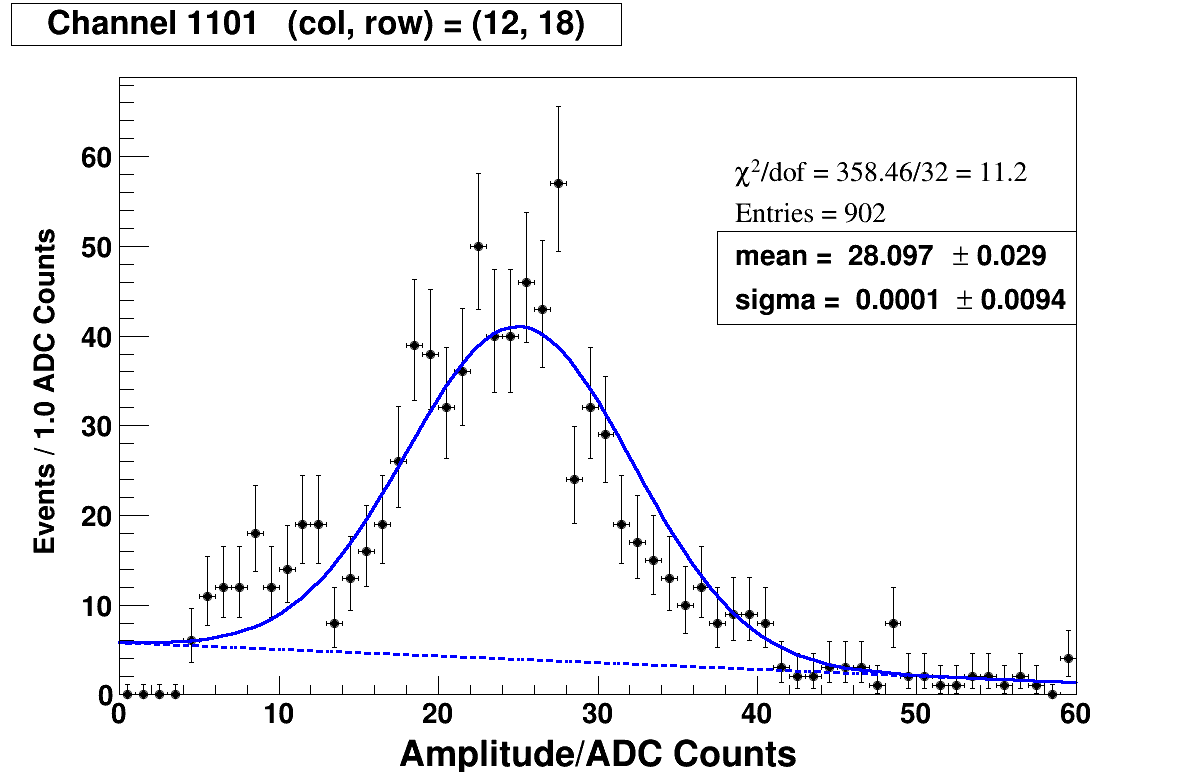 Channel 1101 (col, row) = (12, 18)
χ²/dof = 358.46/32 = 11.2
Entries = 902
mean = 28.097 ± 0.029
sigma = 0.0001 ± 0.0094
Events / 1.0 ADC Counts
60
50
40
30
20
10
0
0 10 20 30 40 50 60
Amplitude/ADC Counts